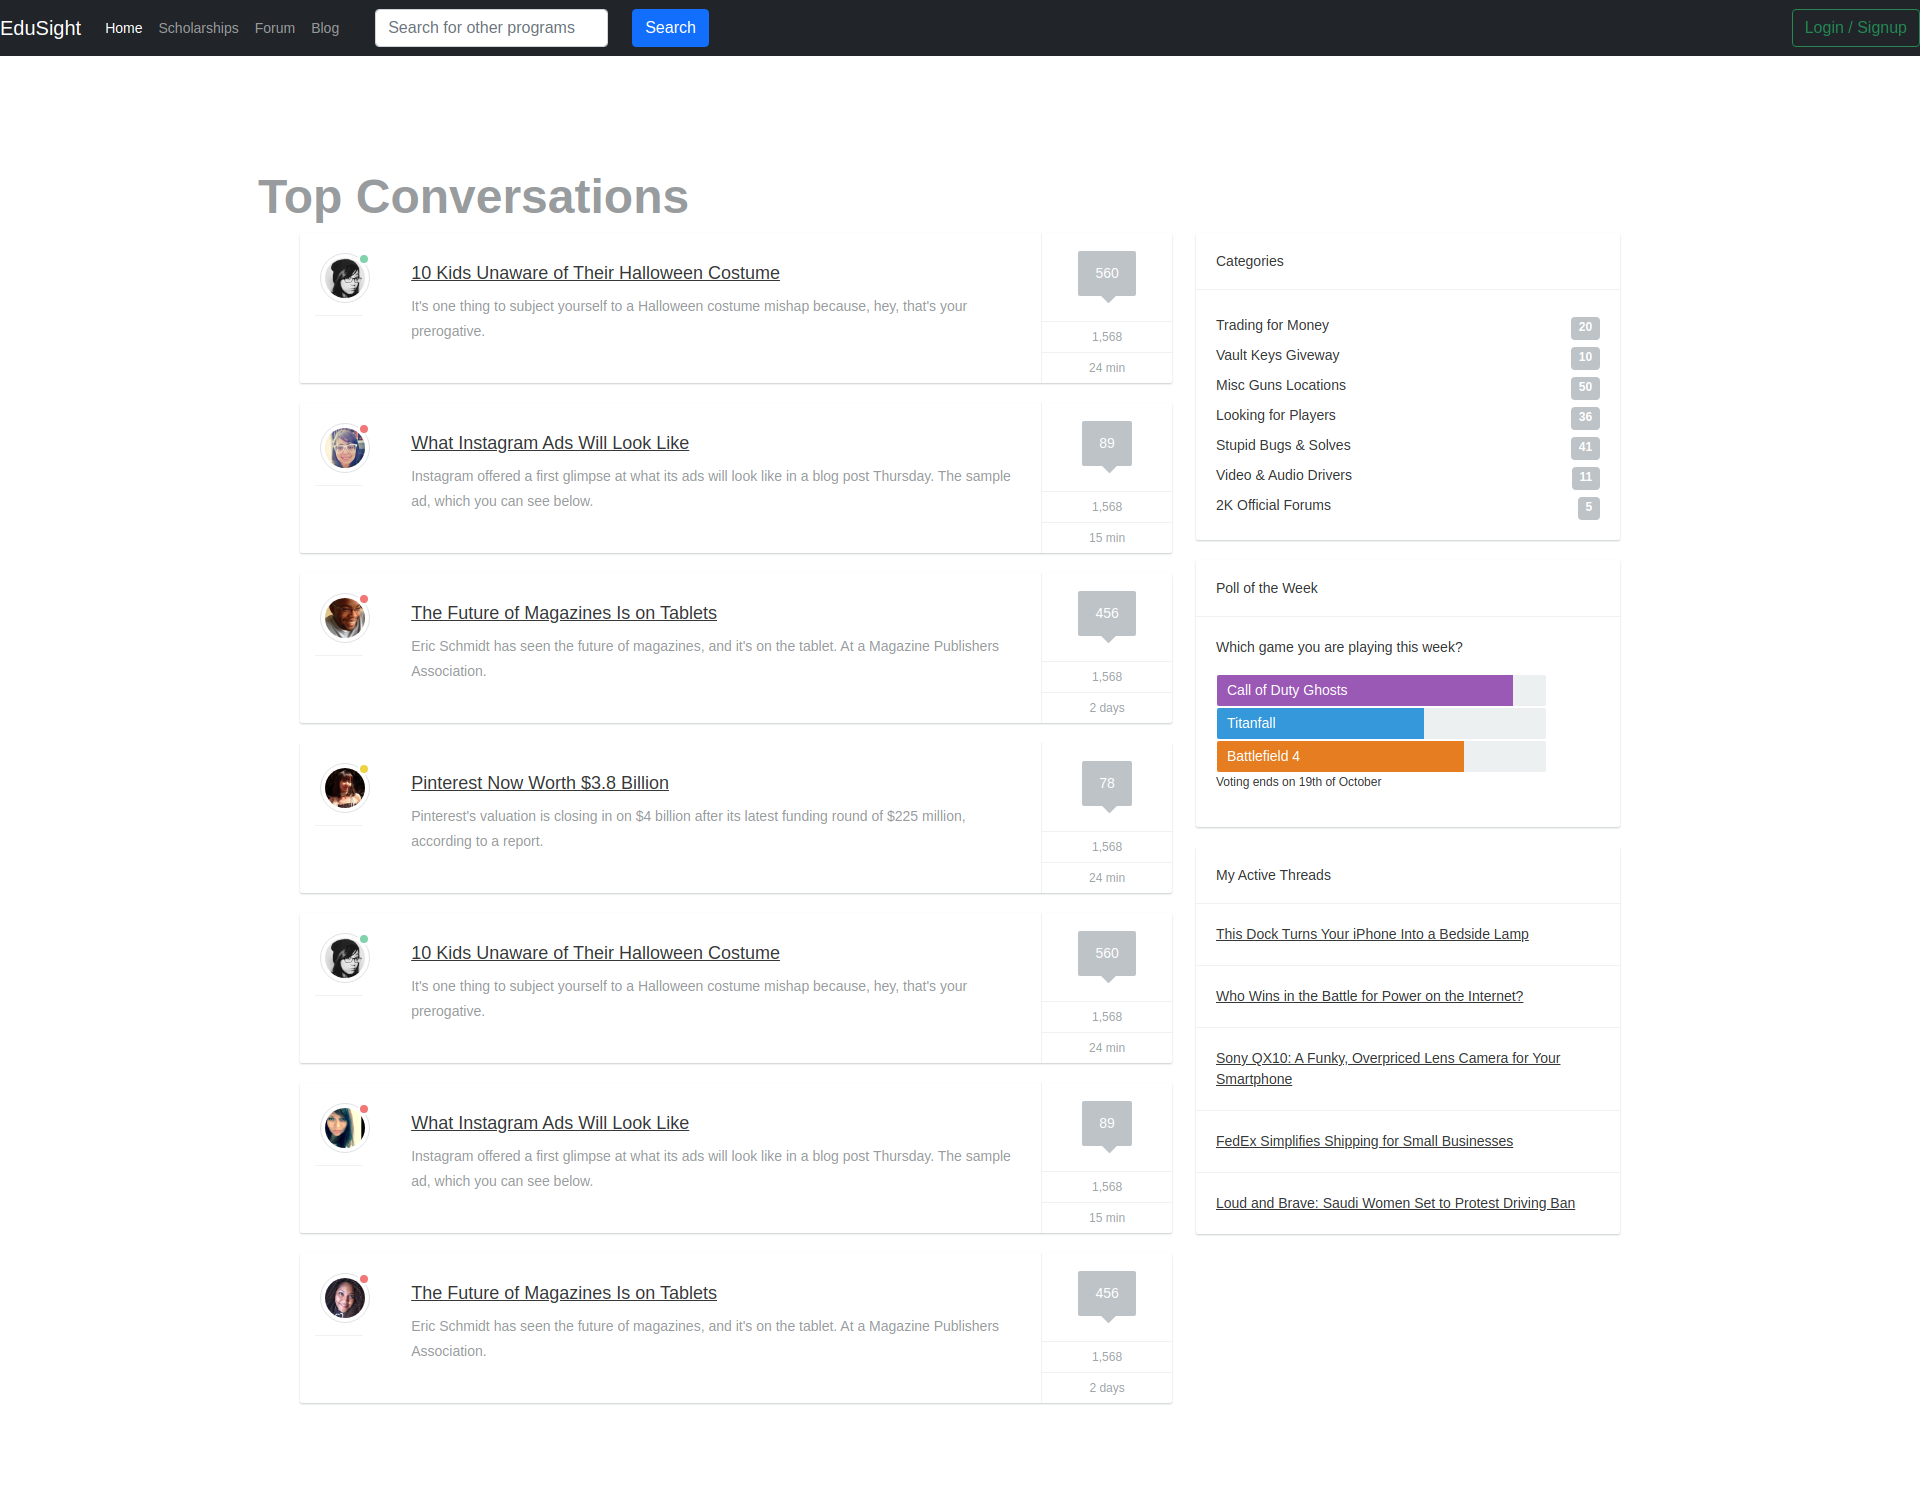 EduSight
Home
Scholarships
Forum
Blog
Search for other programs
Search
Login / Signup
Top Conversations
10 Kids Unaware of Their Halloween Costume
It's one thing to subject yourself to a Halloween costume mishap because, hey, that's your
prerogative.
560
1,568
24 min
What Instagram Ads Will Look Like
Instagram offered a first glimpse at what its ads will look like in a blog post Thursday. The sample
ad, which you can see below.
89
1,568
15 min
The Future of Magazines Is on Tablets
Eric Schmidt has seen the future of magazines, and it's on the tablet. At a Magazine Publishers
Association.
456
1,568
2 days
Pinterest Now Worth $3.8 Billion
Pinterest's valuation is closing in on $4 billion after its latest funding round of $225 million,
according to a report.
78
1,568
24 min
10 Kids Unaware of Their Halloween Costume
It's one thing to subject yourself to a Halloween costume mishap because, hey, that's your
prerogative.
560
1,568
24 min
What Instagram Ads Will Look Like
Instagram offered a first glimpse at what its ads will look like in a blog post Thursday. The sample
ad, which you can see below.
89
1,568
15 min
The Future of Magazines Is on Tablets
Eric Schmidt has seen the future of magazines, and it's on the tablet. At a Magazine Publishers
Association.
456
1,568
2 days
Categories
Trading for Money 20
Vault Keys Giveway 10
Misc Guns Locations 50
Looking for Players 36
Stupid Bugs & Solves 41
Video & Audio Drivers 11
2K Official Forums 5
Poll of the Week
Which game you are playing this week?
Call of Duty Ghosts
Titanfall
Battlefield 4
Voting ends on 19th of October
My Active Threads
This Dock Turns Your iPhone Into a Bedside Lamp
Who Wins in the Battle for Power on the Internet?
Sony QX10: A Funky, Overpriced Lens Camera for Your
Smartphone
FedEx Simplifies Shipping for Small Businesses
Loud and Brave: Saudi Women Set to Protest Driving Ban